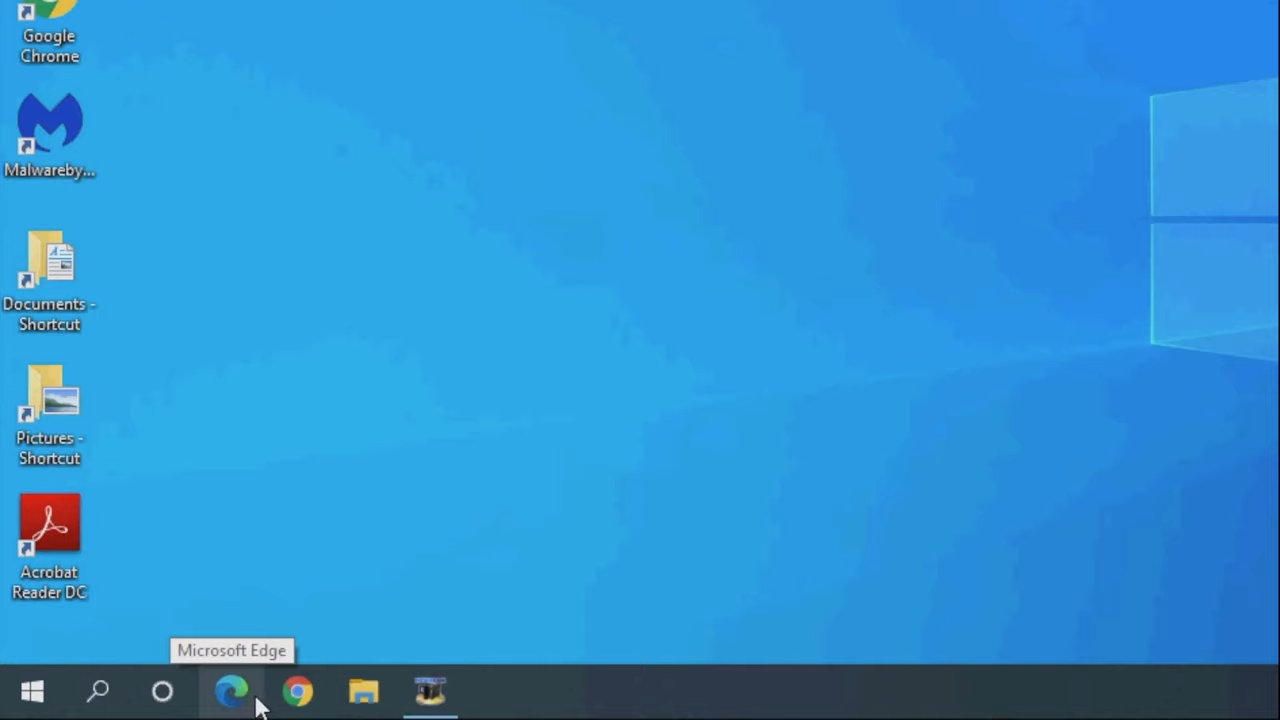 Google
Chrome
Malwareby...
Documents -
Shortcut
Pictures -
Shortcut
Acrobat
Reader DC
Microsoft Edge